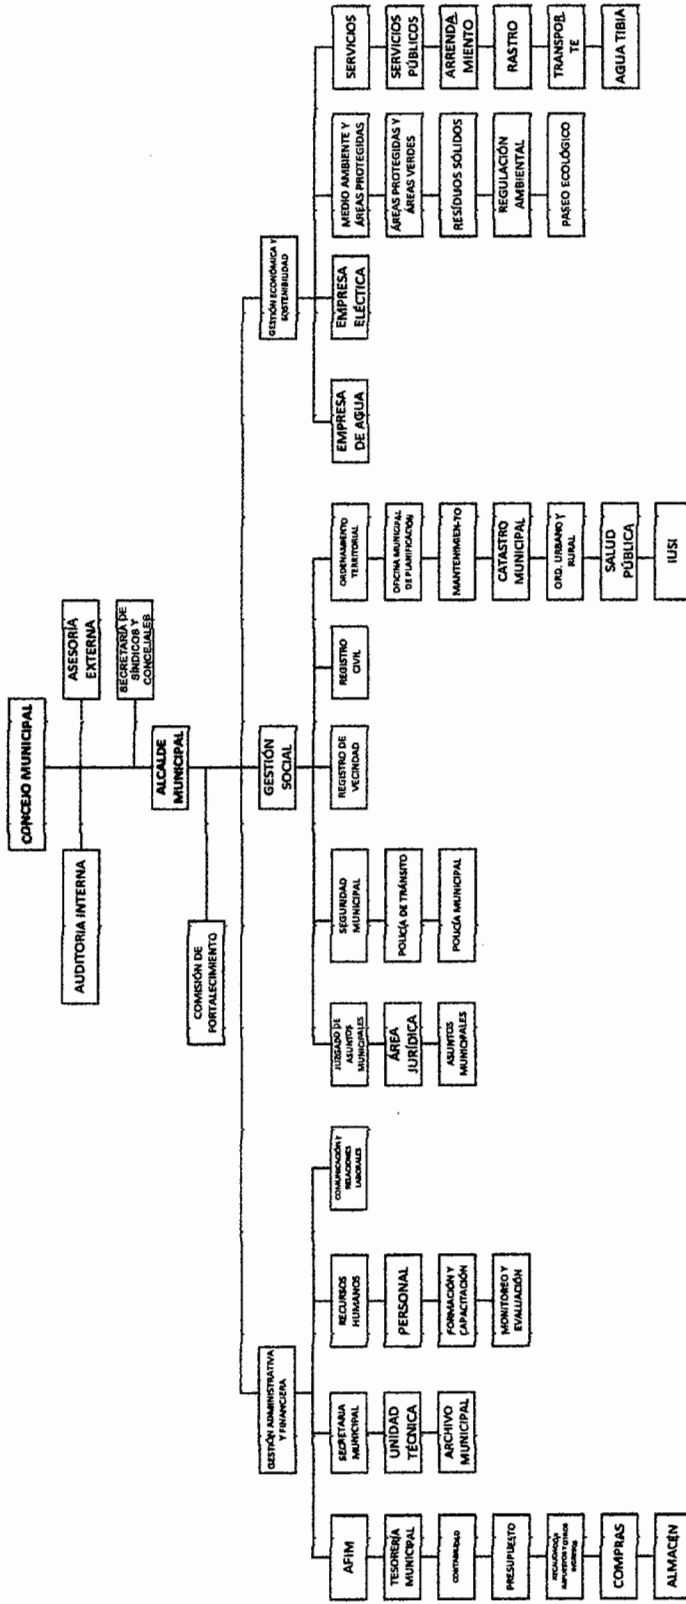 CONCEJO MUNICIPAL
AUDITORIA INTERNA
ASESORÍA
EXTERNA
SECRETARÍA DE
SÍNDICOS Y
CONCEJALES
ALCALDE
MUNICIPAL
COMISIÓN DE
FORTALECIMIENTO
GESTIÓN ADMINISTRATIVA
Y FINANCIERA
GESTIÓN
SOCIAL
GESTIÓN ECONÓMICA Y
SOSTENIBILIDAD
AFIM
TESORERÍA
MUNICIPAL
CONTABILIDAD
PRESUPUESTO
IMPUESTOS Y OTROS
INGRESOS
COMPRAS
ALMACÉN
SECRETARIA
MUNICIPAL
UNIDAD
TÉCNICA
ARCHIVO
MUNICIPAL
RECURSOS
HUMANOS
PERSONAL
FORMACIÓN Y
CAPACITACIÓN
MONITOREO Y
EVALUACIÓN
COMUNICACIÓN Y
RELACIONES
LABORALES
JUZGADO DE
ASUNTOS
MUNICIPALES
ÁREA
JURÍDICA
ASUNTOS
MUNICIPALES
SEGURIDAD
MUNICIPAL
POLICÍA DE TRÁNSITO
POLICÍA MUNICIPAL
REGISTRO DE
VECINDAD
REGISTRO
CIVIL
ORDENAMIENTO
TERRITORIAL
OFICINA MUNICIPAL
DE PLANIFICACIÓN
MANTENIMIEN-TO
CATASTRO
MUNICIPAL
ORD. URBANO Y
RURAL
SALUD
PÚBLICA
IUSI
EMPRESA
DE AGUA
EMPRESA
ELÉCTICA
MEDIO AMBIENTE Y
ÁREAS PROTEGIDAS
ÁREAS PROTEGIDAS Y
ÁREAS VERDES
RESÍDUOS SÓLIDOS
REGULACIÓN
AMBIENTAL
PASEO ECOLÓGICO
SERVICIOS
SERVICIOS
PÚBLICOS
ARRENDA
MIENTO
RASTRO
TRANSPOR
TE
AGUA TIBIA